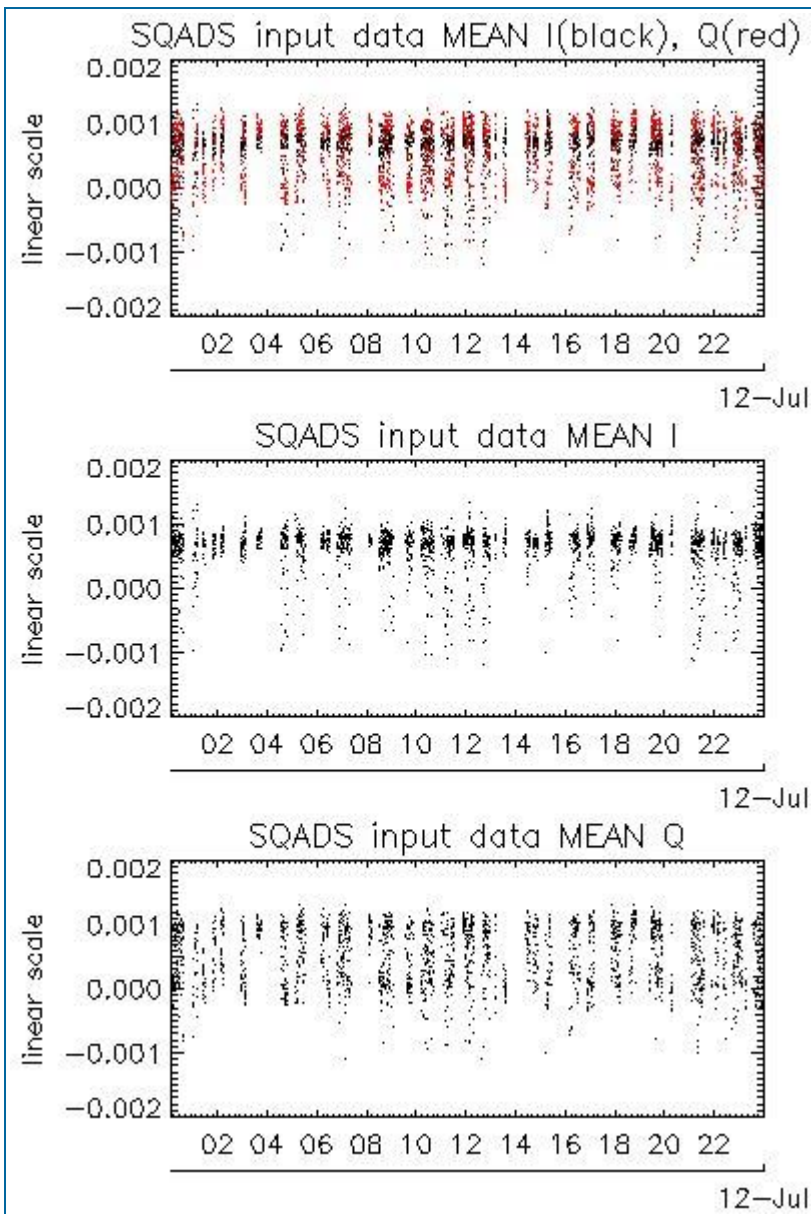 SQADS input data MEAN I(black), Q(red)
0.002
0.001
0.000
-0.001
-0.002
linear scale
02 04 06 08 10 12 14 16 18 20 22
12-Jul
SQADS input data MEAN I
0.002
0.001
0.000
-0.001
-0.002
linear scale
02 04 06 08 10 12 14 16 18 20 22
12-Jul
SQADS input data MEAN Q
0.002
0.001
0.000
-0.001
-0.002
linear scale
02 04 06 08 10 12 14 16 18 20 22
12-Jul